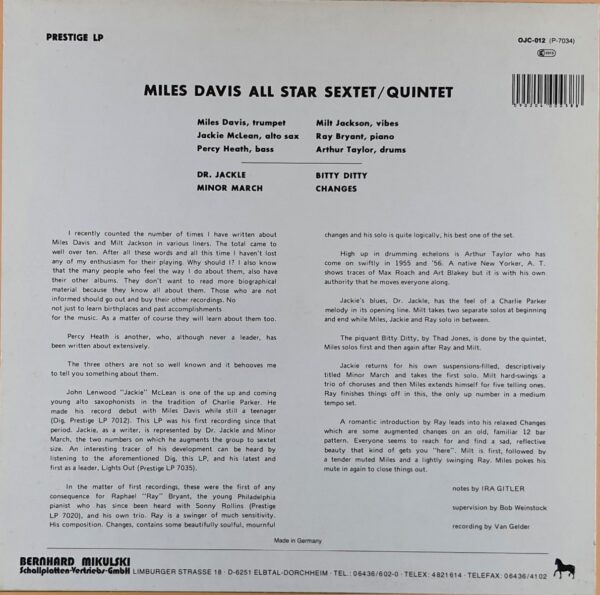 PRESTIGE LP
OJC-012 (P-7034)
MILES DAVIS ALL STAR SEXTET/QUINTET
Miles Davis, trumpet
Jackie McLean, alto sax
Percy Heath, bass
Milt Jackson, vibes
Ray Bryant, piano
Arthur Taylor, drums
DR. JACKLE
MINOR MARCH
BITTY DITTY
CHANGES
I recently counted the number of times I have written about
Miles Davis and Milt Jackson in various liners. The total came to
well over ten. After all these words and all this time I haven't lost
any of my enthusiasm for their playing. Why should I? I also know
that the many people who feel the way I do about them, also have
their other albums. They don't want to read more biographical
material because they know all about them. Those who are not
informed should go out and buy their other recordings. No
not just to learn birthplaces and past accomplishments
for the music. As a matter of course they will learn about them too.
Percy Heath is another, who, although never a leader, has
been written about extensively.
The three others are not so well known and it behooves me
to tell you something about them.
John Lenwood "Jackie" McLean is one of the up and coming
young alto saxophonists in the tradition of Charlie Parker. He
made his record debut with Miles Davis while still a teenager
(Dig, Prestige LP 7012). This LP was his first recording since that
period. Jackie, as a writer, is represented by Dr. Jackle and Minor
March, the two numbers on which he augments the group to sextet
size. An interesting tracer of his development can be heard by
listening to the aforementioned Dig, this LP, and his latest and
first as a leader, Lights Out (Prestige LP 7035).
In the matter of first recordings, these were the first of any
consequence for Raphael "Ray" Bryant, the young Philadelphia
pianist who has since been heard with Sonny Rollins (Prestige
LP 7020), and his own trio. Ray is a swinger of much sensitivity.
His composition, Changes, contains some beautifully soulful, mournful
changes and his solo is quite logically, his best one of the set.
High up in drumming echelons is Arthur Taylor who has
come on swiftly in 1955 and '56. A native New Yorker, A. T.
shows traces of Max Roach and Art Blakey but it is with his own
authority that he moves everyone along.
Jackie's blues, Dr. Jackle, has the feel of a Charlie Parker
melody in its opening line. Milt takes two separate solos at beginning
and end while Miles, Jackie and Ray solo in between.
The piquant Bitty Ditty, by Thad Jones, is done by the quintet,
Miles solos first and then again after Ray and Milt.
Jackie returns for his own suspensions-filled, descriptively
titled Minor March and takes the first solo. Milt hard-swings a
trio of choruses and then Miles extends himself for five telling ones.
Ray finishes things off in this, the only up number in a medium
tempo set.
A romantic introduction by Ray leads into his relaxed Changes
which are some augmented changes on an old, familiar 12 bar
pattern. Everyone seems to reach for and find a sad, reflective
beauty that kind of gets you "here". Milt is first, followed by
a tender muted Miles and a lightly swinging Ray. Miles pokes his
mute in again to close things out.
notes by IRA GITLER
supervision by Bob Weinstock
recording by Van Gelder
Made in Germany
BERNHARD MIKULSKI
Schallplatten-Vertriebs-GmbH LIMBURGER STRASSE 18 · D-6251 ELBTAL-DORCHHEIM · TEL.: 06436/602-0 · TELEX: 4821614 · TELEFAX: 06436/4102